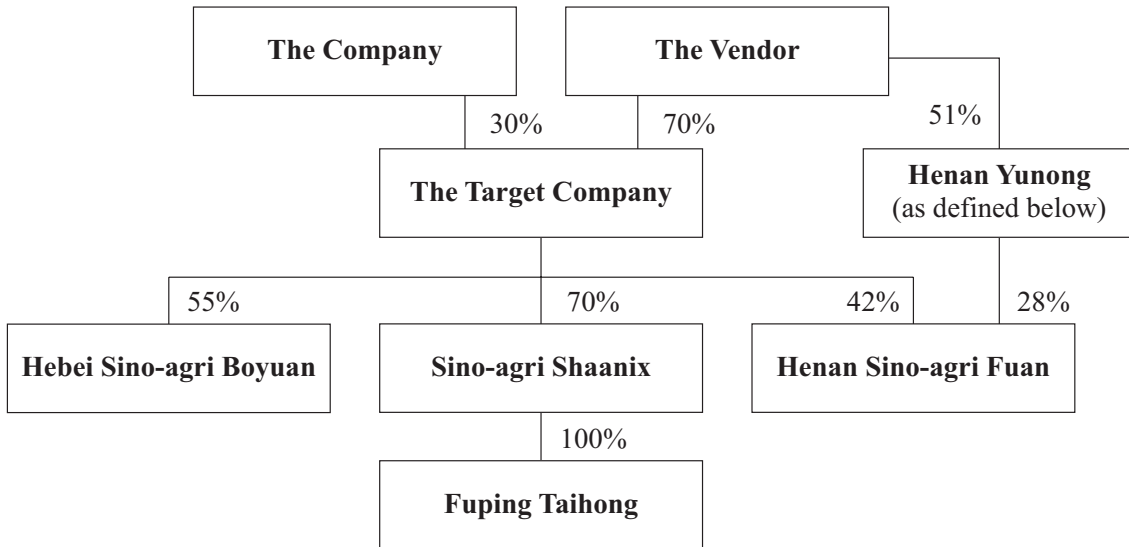 The Company
The Vendor
30%
70%
51%
The Target Company
Henan Yunong
(as defined below)
55%
70%
42%
28%
Hebei Sino-agri Boyuan
Sino-agri Shaanix
Henan Sino-agri Fuan
100%
Fuping Taihong